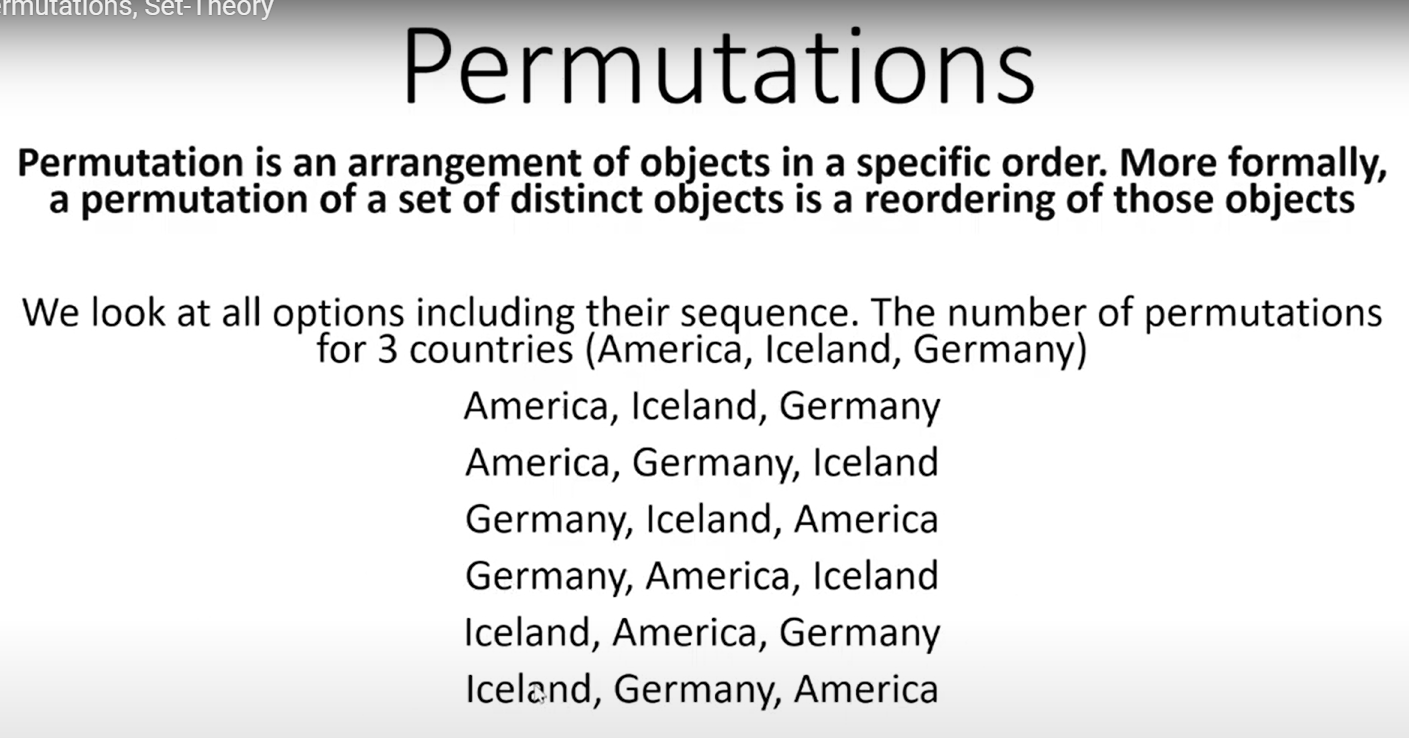 rmutations, Set-Theory
Permutations
Permutation is an arrangement of objects in a specific order. More formally,
a permutation of a set of distinct objects is a reordering of those objects
We look at all options including their sequence. The number of permutations
for 3 countries (America, Iceland, Germany)
America, Iceland, Germany
America, Germany, Iceland
Germany, Iceland, America
Germany, America, Iceland
Iceland, America, Germany
Iceland, Germany, America